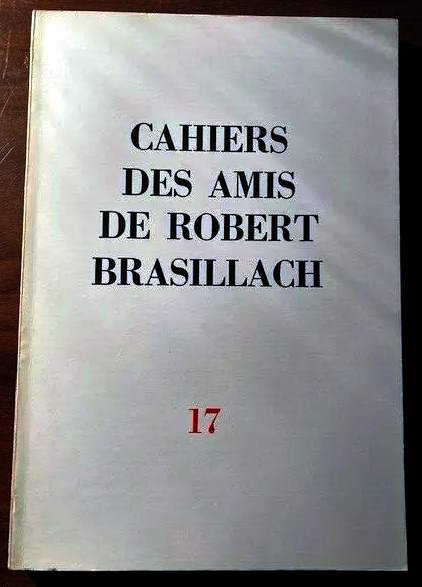 CAHIERS
DES AMIS
DE ROBERT
BRASILLACH
17